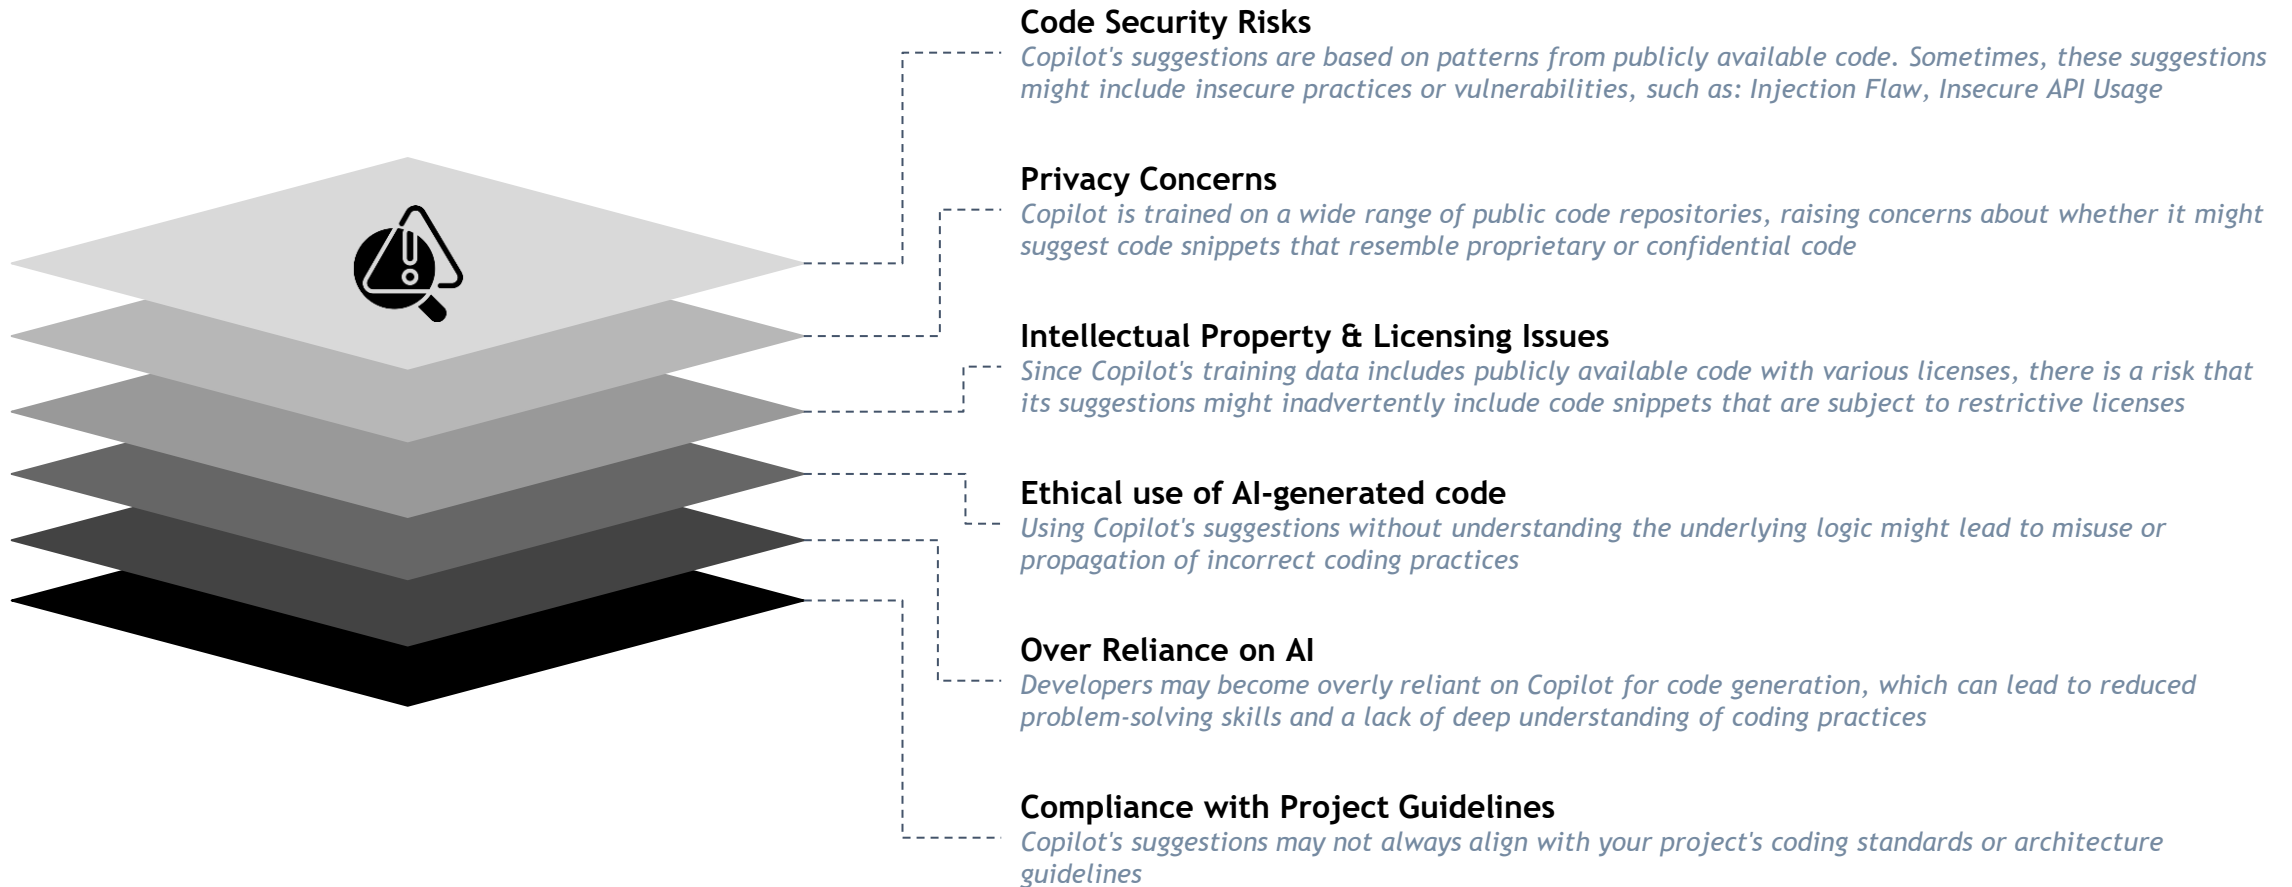 Code Security Risks
Copilot's suggestions are based on patterns from publicly available code. Sometimes, these suggestions
might include insecure practices or vulnerabilities, such as: Injection Flaw, Insecure API Usage
Privacy Concerns
Copilot is trained on a wide range of public code repositories, raising concerns about whether it might
suggest code snippets that resemble proprietary or confidential code
Intellectual Property & Licensing Issues
Since Copilot's training data includes publicly available code with various licenses, there is a risk that
its suggestions might inadvertently include code snippets that are subject to restrictive licenses
Ethical use of AI-generated code
Using Copilot's suggestions without understanding the underlying logic might lead to misuse or
propagation of incorrect coding practices
Over Reliance on AI
Developers may become overly reliant on Copilot for code generation, which can lead to reduced
problem-solving skills and a lack of deep understanding of coding practices
Compliance with Project Guidelines
Copilot's suggestions may not always align with your project's coding standards or architecture
guidelines